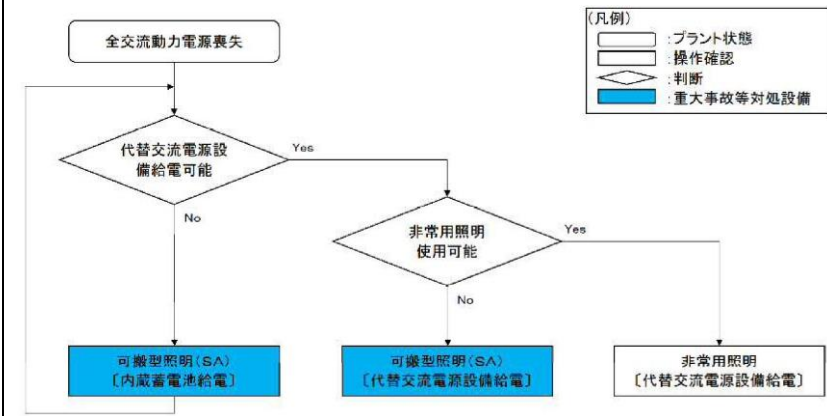 全交流動力電源喪失
(凡例)
:プラント状態
:操作確認
:判断
:重大事故等対処設備
代替交流電源設
備給電可能
Yes
No
非常用照明
使用可能
Yes
No
可搬型照明(SA)
〔内蔵蓄電池給電〕
可搬型照明(SA)
〔代替交流電源設備給電〕
非常用照明
〔代替交流電源設備給電〕